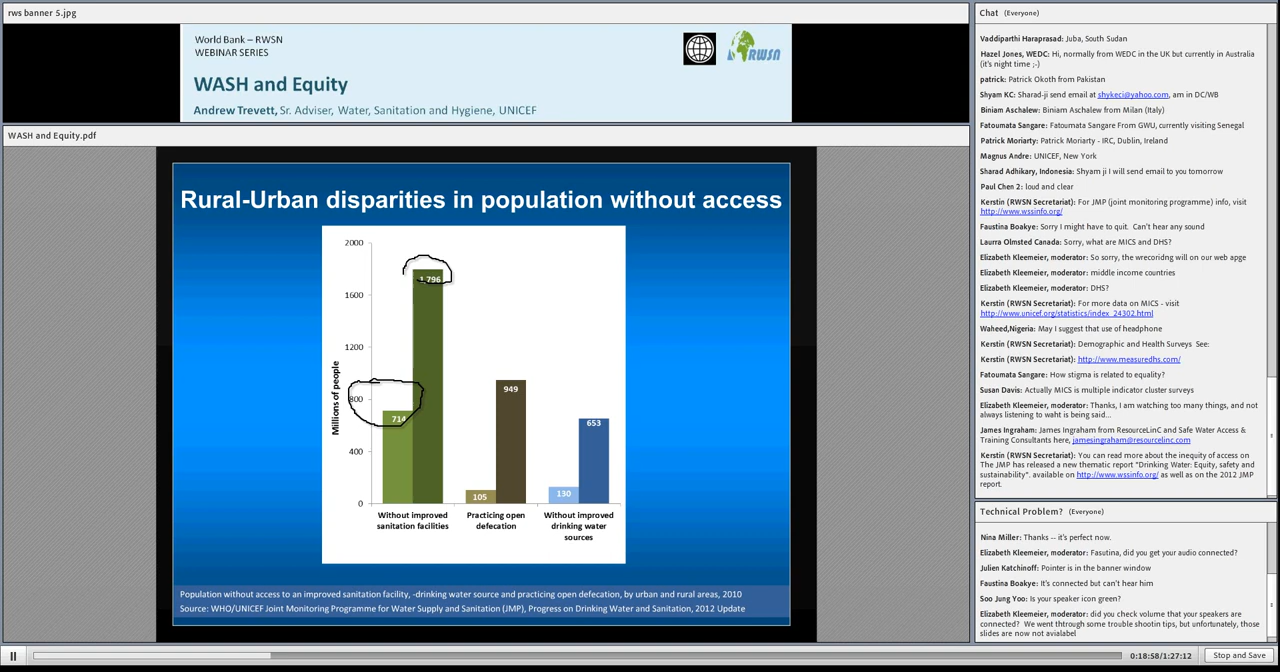 rws banner 5.jpg
World Bank – RWSN
WEBINAR SERIES
RWSN
WASH and Equity
Andrew Trevett, Sr. Adviser, Water, Sanitation and Hygiene, UNICEF
WASH and Equity.pdf
Rural-Urban disparities in population without access
Millions of people
2000
1600
1200
800
400
0
714
1 796
105
949
130
653
Without improved
sanitation facilities
Practicing open
defecation
Without improved
drinking water
sources
Population without access to an improved sanitation facility, -drinking water source and practicing open defecation, by urban and rural areas, 2010
Source: WHO/UNICEF Joint Monitoring Programme for Water Supply and Sanitation (JMP), Progress on Drinking Water and Sanitation, 2012 Update
Chat (Everyone)
Vaddiparthi Haraprasad: Juba, South Sudan
Hazel Jones, WEDC: Hi, normally from WEDC in the UK but currently in Australia
(it's night time ;-)
patrick: Patrick Okoth from Pakistan
Shyam KC: Sharad-ji send email at shykeci@yahoo.com, am in DC/WB
Biniam Aschalew: Biniam Aschalew from Milan (Italy)
Fatoumata Sangare: Fatoumata Sangare From GWU, currently visiting Senegal
Patrick Moriarty: Patrick Moriarty - IRC, Dublin, Ireland
Magnus Andre: UNICEF, New York
Sharad Adhikary, Indonesia: Shyam ji I will send email to you tomorrow
Paul Chen 2: loud and clear
Kerstin (RWSN Secretariat): For JMP (joint monitoring programme) info, visit
http://www.wssinfo.org/
Faustina Boakye: Sorry I might have to quit. Can't hear any sound
Laurra Olmsted Canada: Sorry, what are MICS and DHS?
Elizabeth Kleemeier, moderator: So sorry, the wrecoridng will on our web apge
Elizabeth Kleemeier, moderator: middle income countries
Elizabeth Kleemeier, moderator: DHS?
Kerstin (RWSN Secretariat): For more data on MICS - visit
http://www.unicef.org/statistics/index_24302.html
Waheed,Nigeria: May I suggest that use of headphone
Kerstin (RWSN Secretariat): Demographic and Health Surveys See:
Kerstin (RWSN Secretariat): http://www.measuredhs.com/
Fatoumata Sangare: How stigma is related to equality?
Susan Davis: Actually MICS is multiple indicator cluster surveys
Elizabeth Kleemeier, moderator: Thanks, I am watching too many things, and not
always listening to waht is being said...
James Ingraham: James Ingraham from ResourceLinC and Safe Water Access &
Training Consultants here, jamesingraham@resourcelinc.com
Kerstin (RWSN Secretariat): You can read more about the inequity of access on
The JMP has released a new thematic report "Drinking Water: Equity, safety and
sustainability". available on http://www.wssinfo.org/ as well as on the 2012 JMP
report.
Technical Problem? (Everyone)
Nina Miller: Thanks -- it's perfect now.
Elizabeth Kleemeier, moderator: Fasutina, did you get your audio connected?
Julien Katchinoff: Pointer is in the banner window
Faustina Boakye: It's connected but can't hear him
Soo Jung Yoo: Is your speaker icon green?
Elizabeth Kleemeier, moderator: did you check volume that your speakers are
connected? We went thtrough some trouble shootin tips, but unfortunately, those
slides are now not avialabel
0:18:58/1:27:12
Stop and Save